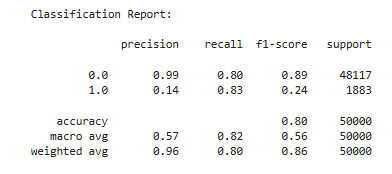 Classification Report:
precision recall f1-score support
0.0 0.99 0.80 0.89 48117
1.0 0.14 0.83 0.24 1883
accuracy 0.80 50000
macro avg 0.57 0.82 0.56 50000
weighted avg 0.96 0.80 0.86 50000